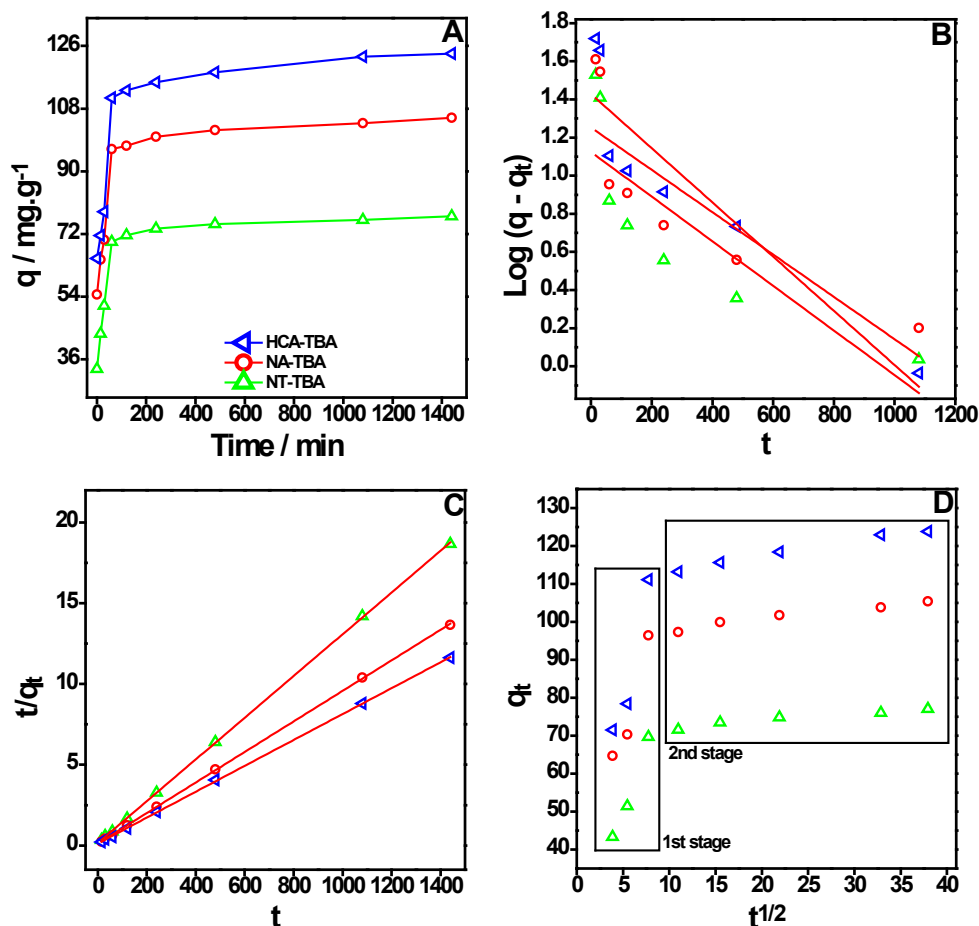 A
126
108
90
72
54
36
q / mg.g-1
HCA-TBA
NA-TBA
NT-TBA
0 200 400 600 800 1000 1200 1400
Time / min
B
1.8
1.6
1.4
1.2
1.0
0.8
0.6
0.4
0.2
0.0
Log (q - qt)
0 200 400 600 800 1000 1200
t
C
20
15
10
5
0
t/qt
0 200 400 600 800 1000 1200 1400
t
D
130
120
110
100
90
80
70
60
50
40
qt
2nd stage
1st stage
0 5 10 15 20 25 30 35 40
t1/2